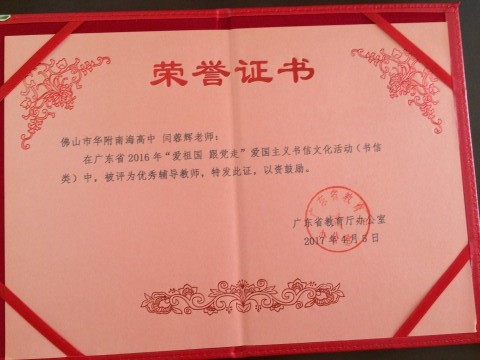 荣誉证书
佛山市华附南海高中 闫蓉辉老师:
在广东省2016年“爱祖国 跟党走”爱国主义书信文化活动(书信
类)中,被评为优秀辅导教师,特发此证,以资鼓励。
广东省教育厅办公室
2017年4月5日